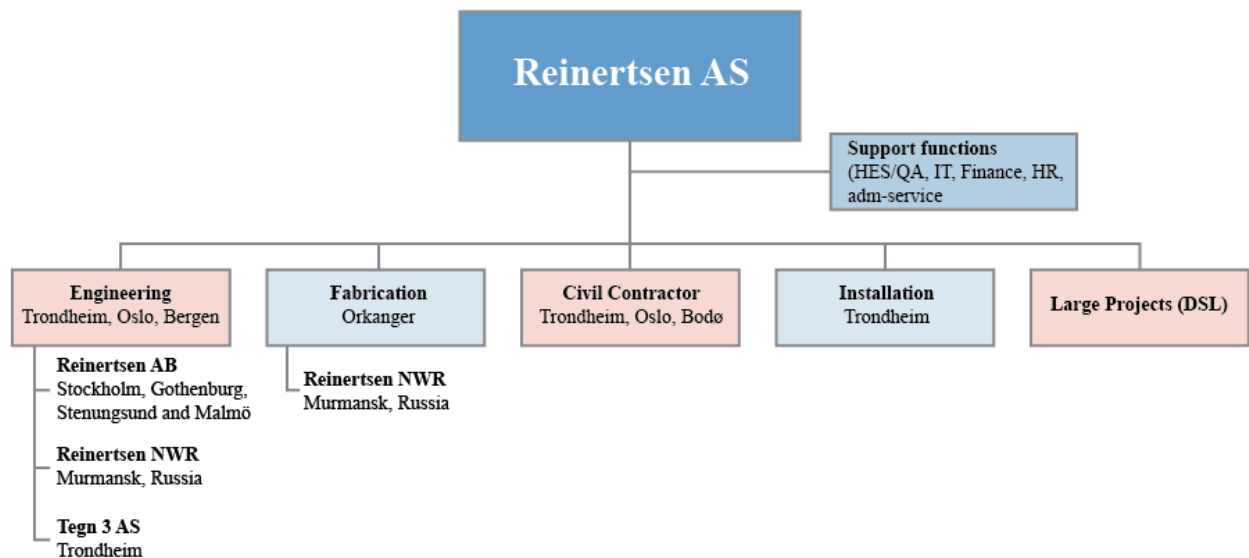 Reinertsen AS
Support functions
(HES/QA, IT, Finance, HR,
adm-service
Engineering
Trondheim, Oslo, Bergen
Fabrication
Orkanger
Civil Contractor
Trondheim, Oslo, Bodø
Installation
Trondheim
Large Projects (DSL)
Reinertsen AB
Stockholm, Gothenburg,
Stenungsund and Malmö
Reinertsen NWR
Murmansk, Russia
Tegn 3 AS
Trondheim
Reinertsen NWR
Murmansk, Russia